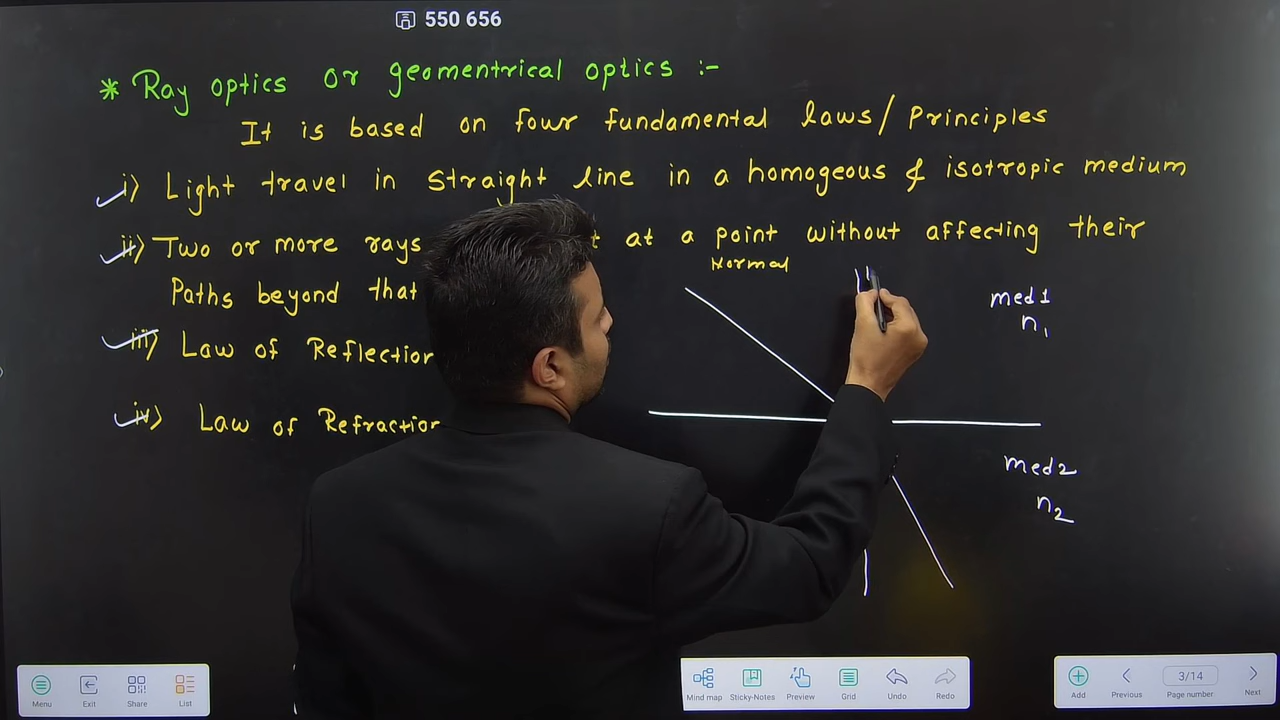 550 656
* Ray optics or geomentrical optics :-
It is based on four fundamental laws/Principles
i) Light travel in straight line in a homogeous & isotropic medium
ii) Two or more rays at a point without affecting their
Paths beyond that
Normal
med 1
n1
iii) Law of Reflection
iv) Law of Refraction
med 2
n2
Menu
Exit
Share
List
Mind map
Sticky-Notes
Preview
Grid
Undo
Redo
Add
Previous
3/14
Page number
Next